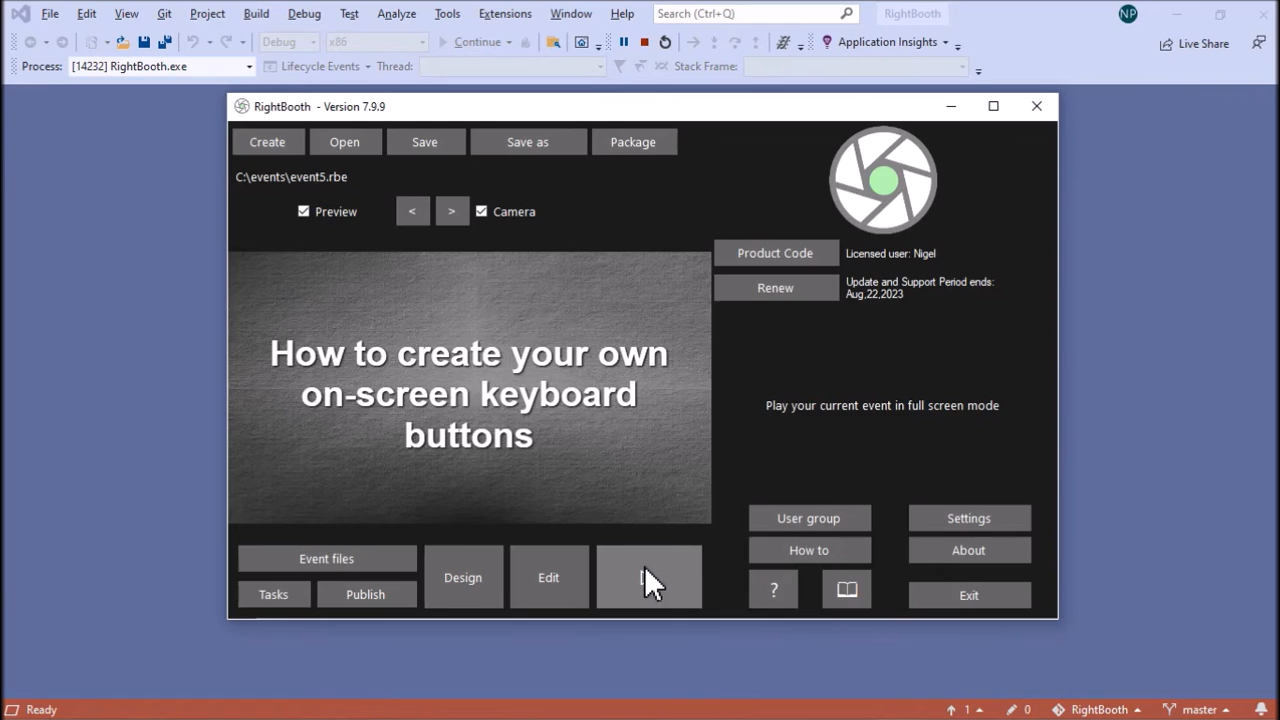 File Edit View Git Project Build Debug Test Analyze Tools Extensions Window Help Search (Ctrl+Q) RightBooth NP
Debug x86 Continue Application Insights Live Share
Process: [14232] RightBooth.exe Lifecycle Events Thread: Stack Frame:
RightBooth - Version 7.9.9
Create Open Save Save as Package
C:\events\event5.rbe
Preview < > Camera
Product Code Licensed user: Nigel
Renew Update and Support Period ends:
Aug,22,2023
How to create your own
on-screen keyboard
buttons
Play your current event in full screen mode
User group Settings
How to About
Event files
Design Edit
Tasks Publish
? Exit
Ready 1 0 RightBooth master